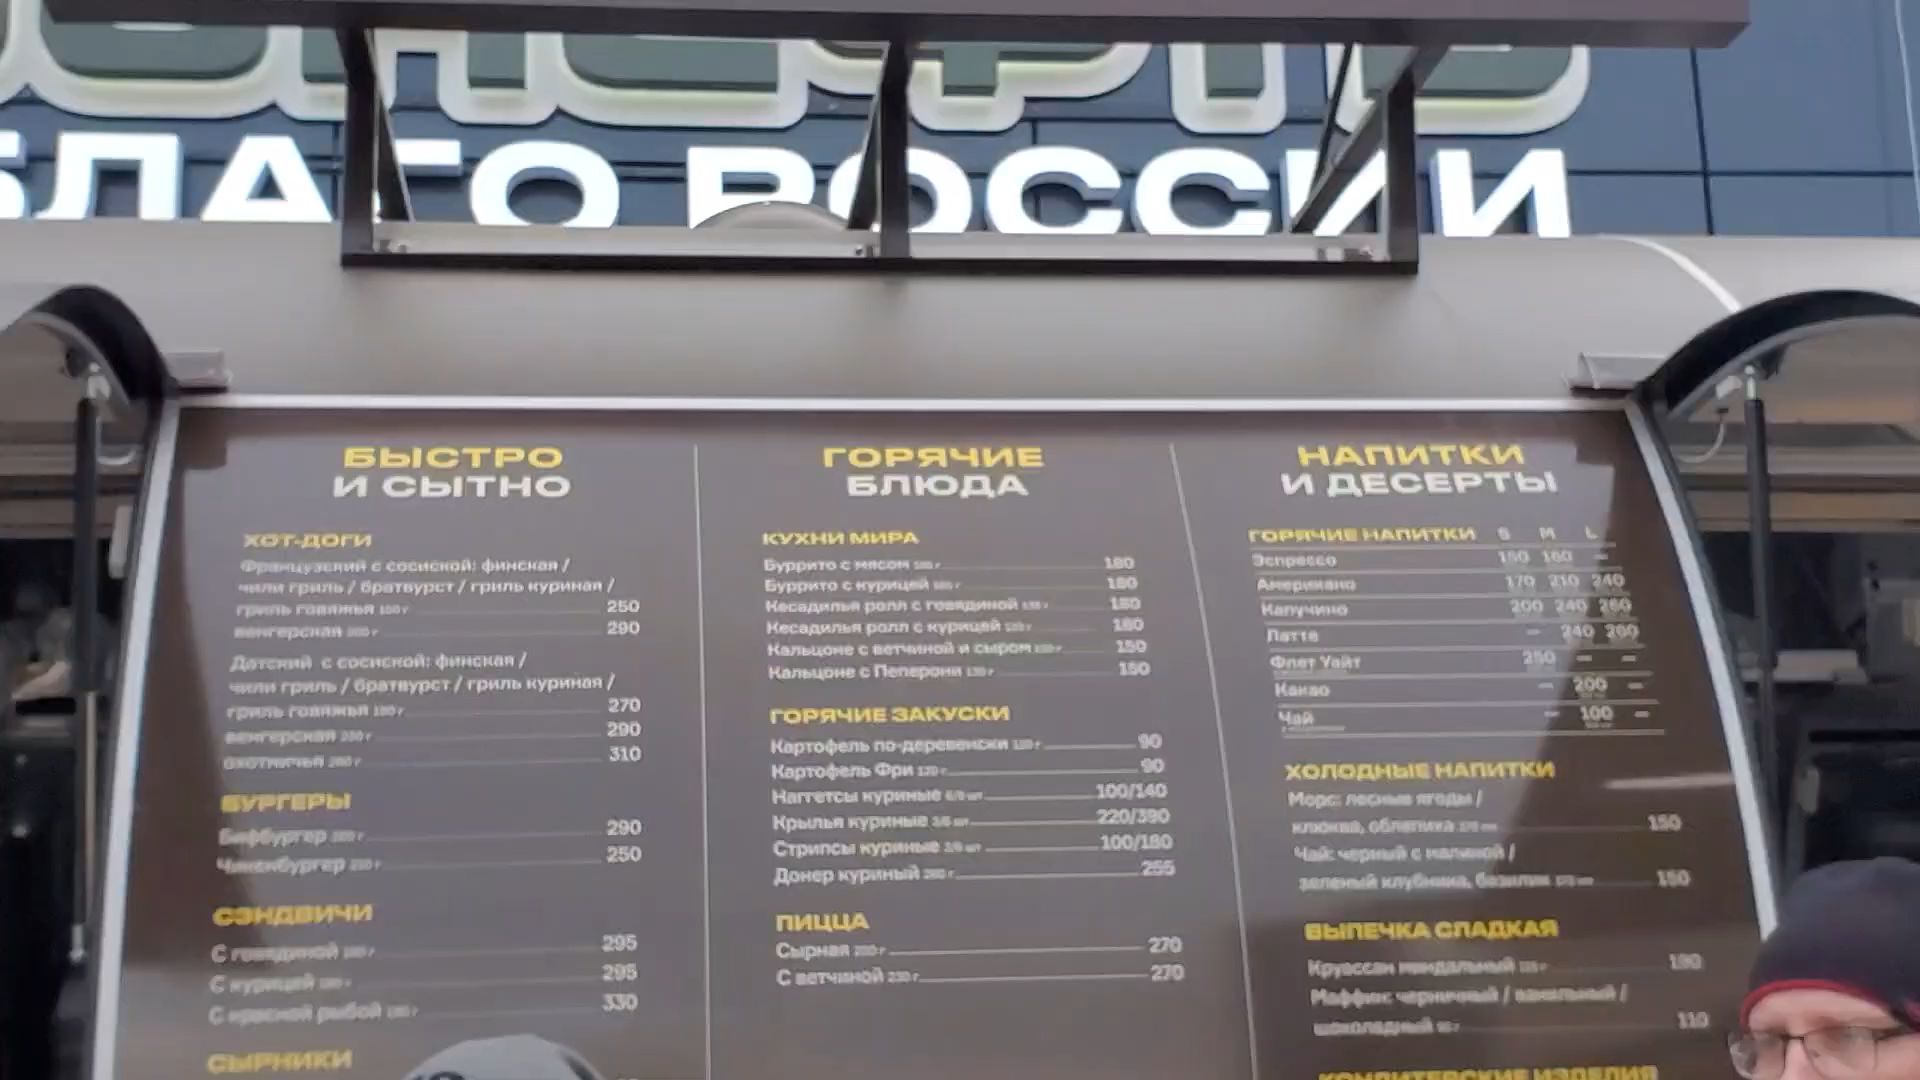 БЛАГО РОССИИ
БЫСТРО
И СЫТНО
ХОТ-ДОГИ
Французский с сосиской: финская /
чили гриль / братвурст / гриль куриная /
гриль говяжья 250
венгерская 290
Датский с сосиской: финская /
чили гриль / братвурст / гриль куриная /
гриль говяжья 270
венгерская 290
охотничья 310
БУРГЕРЫ
Бифбургер 290
Чикенбургер 250
СЭНДВИЧИ
С говядиной 295
С курицей 295
С красной рыбой 330
СЫРНИКИ
ГОРЯЧИЕ
БЛЮДА
КУХНИ МИРА
Буррито с мясом 180
Буррито с курицей 180
Кесадилья ролл с говядиной 180
Кесадилья ролл с курицей 180
Кальцоне с ветчиной и сыром 150
Кальцоне с Пеперони 150
ГОРЯЧИЕ ЗАКУСКИ
Картофель по-деревенски 90
Картофель Фри 90
Наггетсы куриные 100/140
Крылья куриные 220/390
Стрипсы куриные 100/180
Донер куриный 255
ПИЦЦА
Сырная 270
С ветчиной 230 г 270
НАПИТКИ
И ДЕСЕРТЫ
ГОРЯЧИЕ НАПИТКИ S M L
Эспрессо 150 160 —
Американо 170 210 240
Капучино 200 240 260
Латте — 240 260
Флет Уайт 250 — —
Какао — 200 —
Чай — 100 —
ХОЛОДНЫЕ НАПИТКИ
Морс: лесные ягоды /
клюква, облепиха 150
Чай: черный с малиной /
зеленый клубника, базилик 150
ВЫПЕЧКА СЛАДКАЯ
Круассан миндальный 190
Маффин: черничный / ванильный /
шоколадный 110
КОНДИТЕРСКИЕ ИЗДЕЛИЯ